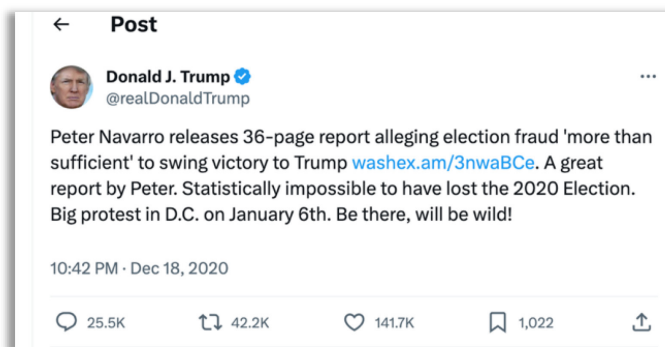 Post
Donald J. Trump
@realDonaldTrump
Peter Navarro releases 36-page report alleging election fraud 'more than
sufficient' to swing victory to Trump washex.am/3nwaBCe. A great
report by Peter. Statistically impossible to have lost the 2020 Election.
Big protest in D.C. on January 6th. Be there, will be wild!
10:42 PM · Dec 18, 2020
25.5K 42.2K 141.7K 1,022